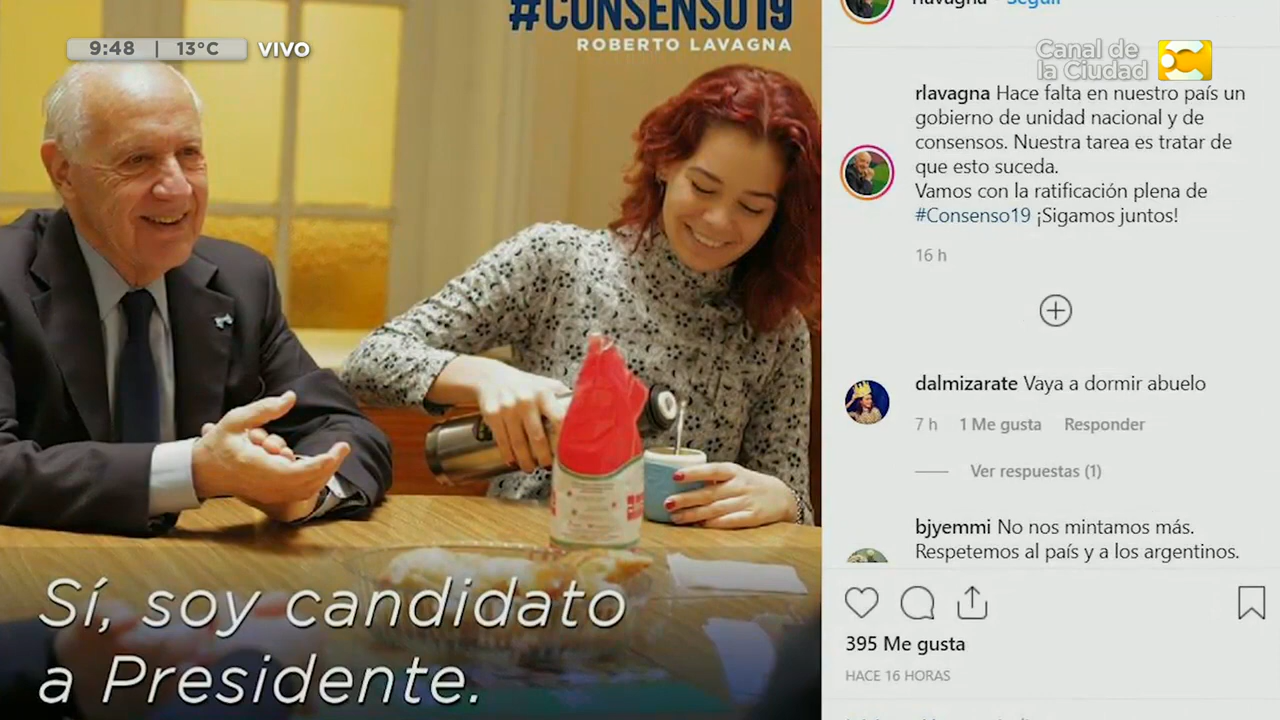 #CONSENSO19
ROBERTO LAVAGNA
9:48 | 13°C VIVO
Canal de
la Ciudad
rlavagna • Seguir
rlavagna Hace falta en nuestro país un
gobierno de unidad nacional y de
consensos. Nuestra tarea es tratar de
que esto suceda.
Vamos con la ratificación plena de
#Consenso19 ¡Sigamos juntos!
16 h
dalmizarate Vaya a dormir abuelo
7 h 1 Me gusta Responder
Ver respuestas (1)
bjyemmi No nos mintamos más.
Respetemos al país y a los argentinos.
395 Me gusta
HACE 16 HORAS
Sí, soy candidato
a Presidente.